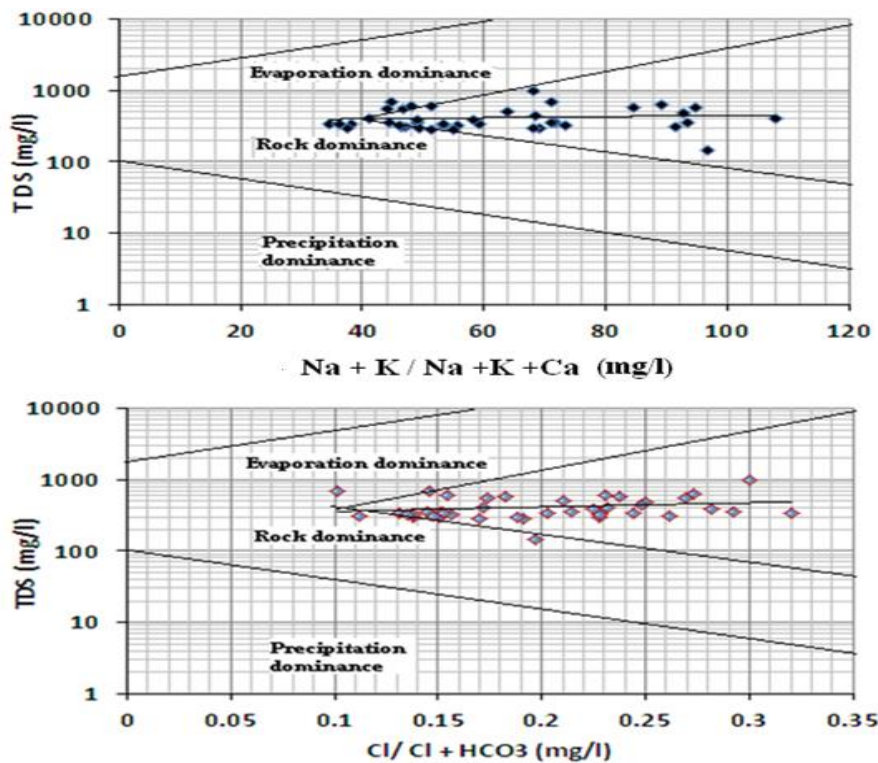 10000
1000
100
10
1
TDS (mg/l)
Evaporation dominance
Rock dominance
Precipitation
dominance
0 20 40 60 80 100 120
Na + K / Na +K +Ca (mg/l)
10000
1000
100
10
1
TDS (mg/l)
Evaporation dominance
Rock dominance
Precipitation
dominance
0 0.05 0.1 0.15 0.2 0.25 0.3 0.35
Cl/ Cl + HCO3 (mg/l)